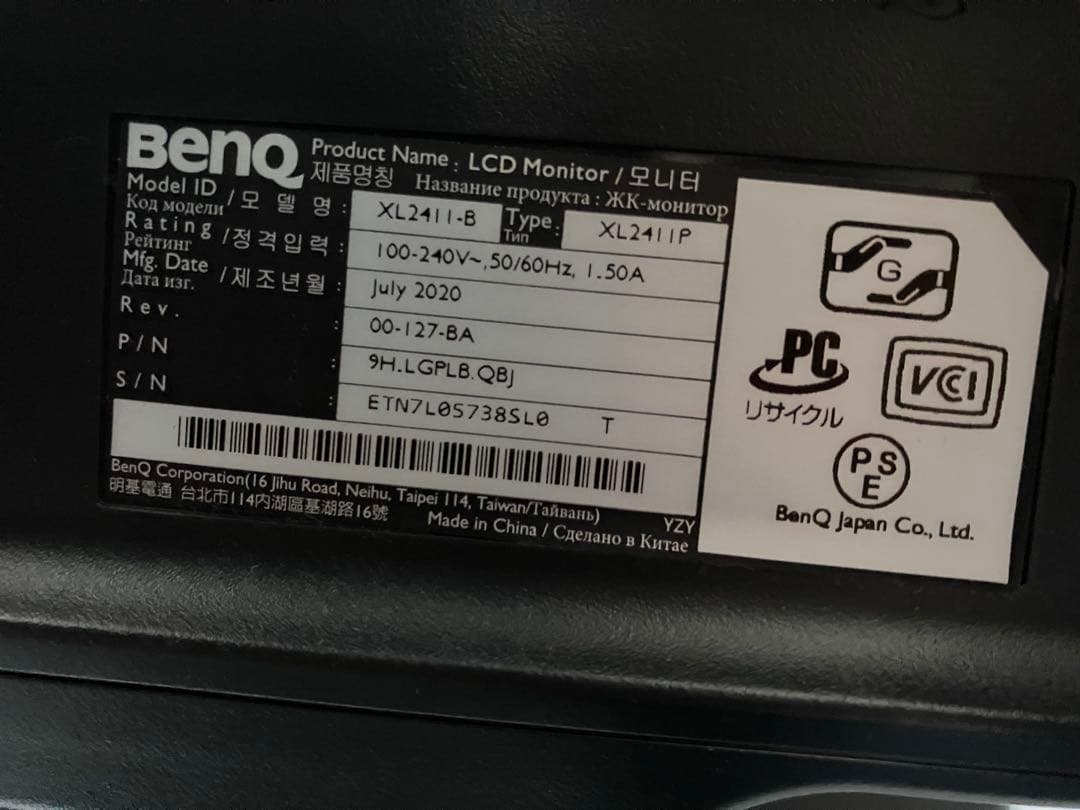 BenQ
Product Name : LCD Monitor / 모니터
제품명칭 Название продукта : ЖК-монитор
Model ID / 모 델 명 : XL2411-B Type : XL2411P
Код модели Тип
Rating / 정격입력 : 100-240V~,50/60Hz, 1.50A
Рейтинг
Mfg. Date / 제조년월 : July 2020
Дата изг.
Rev. : 00-127-BA
P/N : 9H.LGPLB.QBJ
S/N : ETN7L05738SL0 T
BenQ Corporation(16 Jihu Road, Neihu, Taipei 114, Taiwan/Тайвань)
明基電通 台北市114內湖區基湖路16號 YZY
Made in China / Сделано в Китае
G
PC
リサイクル
VCCI
PSE
BenQ Japan Co., Ltd.